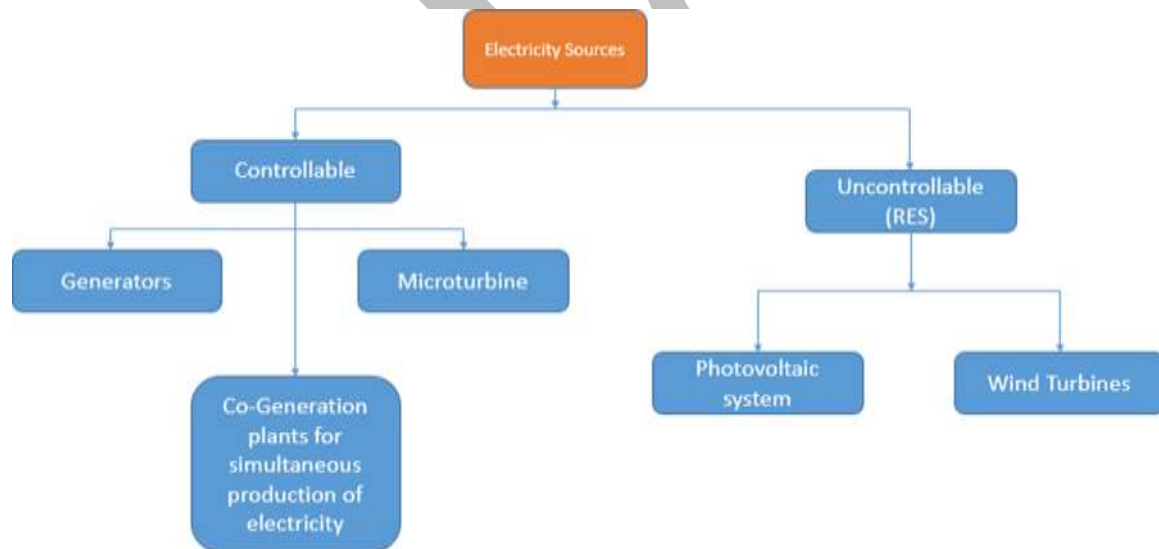 Electricity Sources
Controllable
Uncontrollable
(RES)
Generators
Microturbine
Photovoltaic
system
Wind Turbines
Co-Generation
plants for
simultaneous
production of
electricity